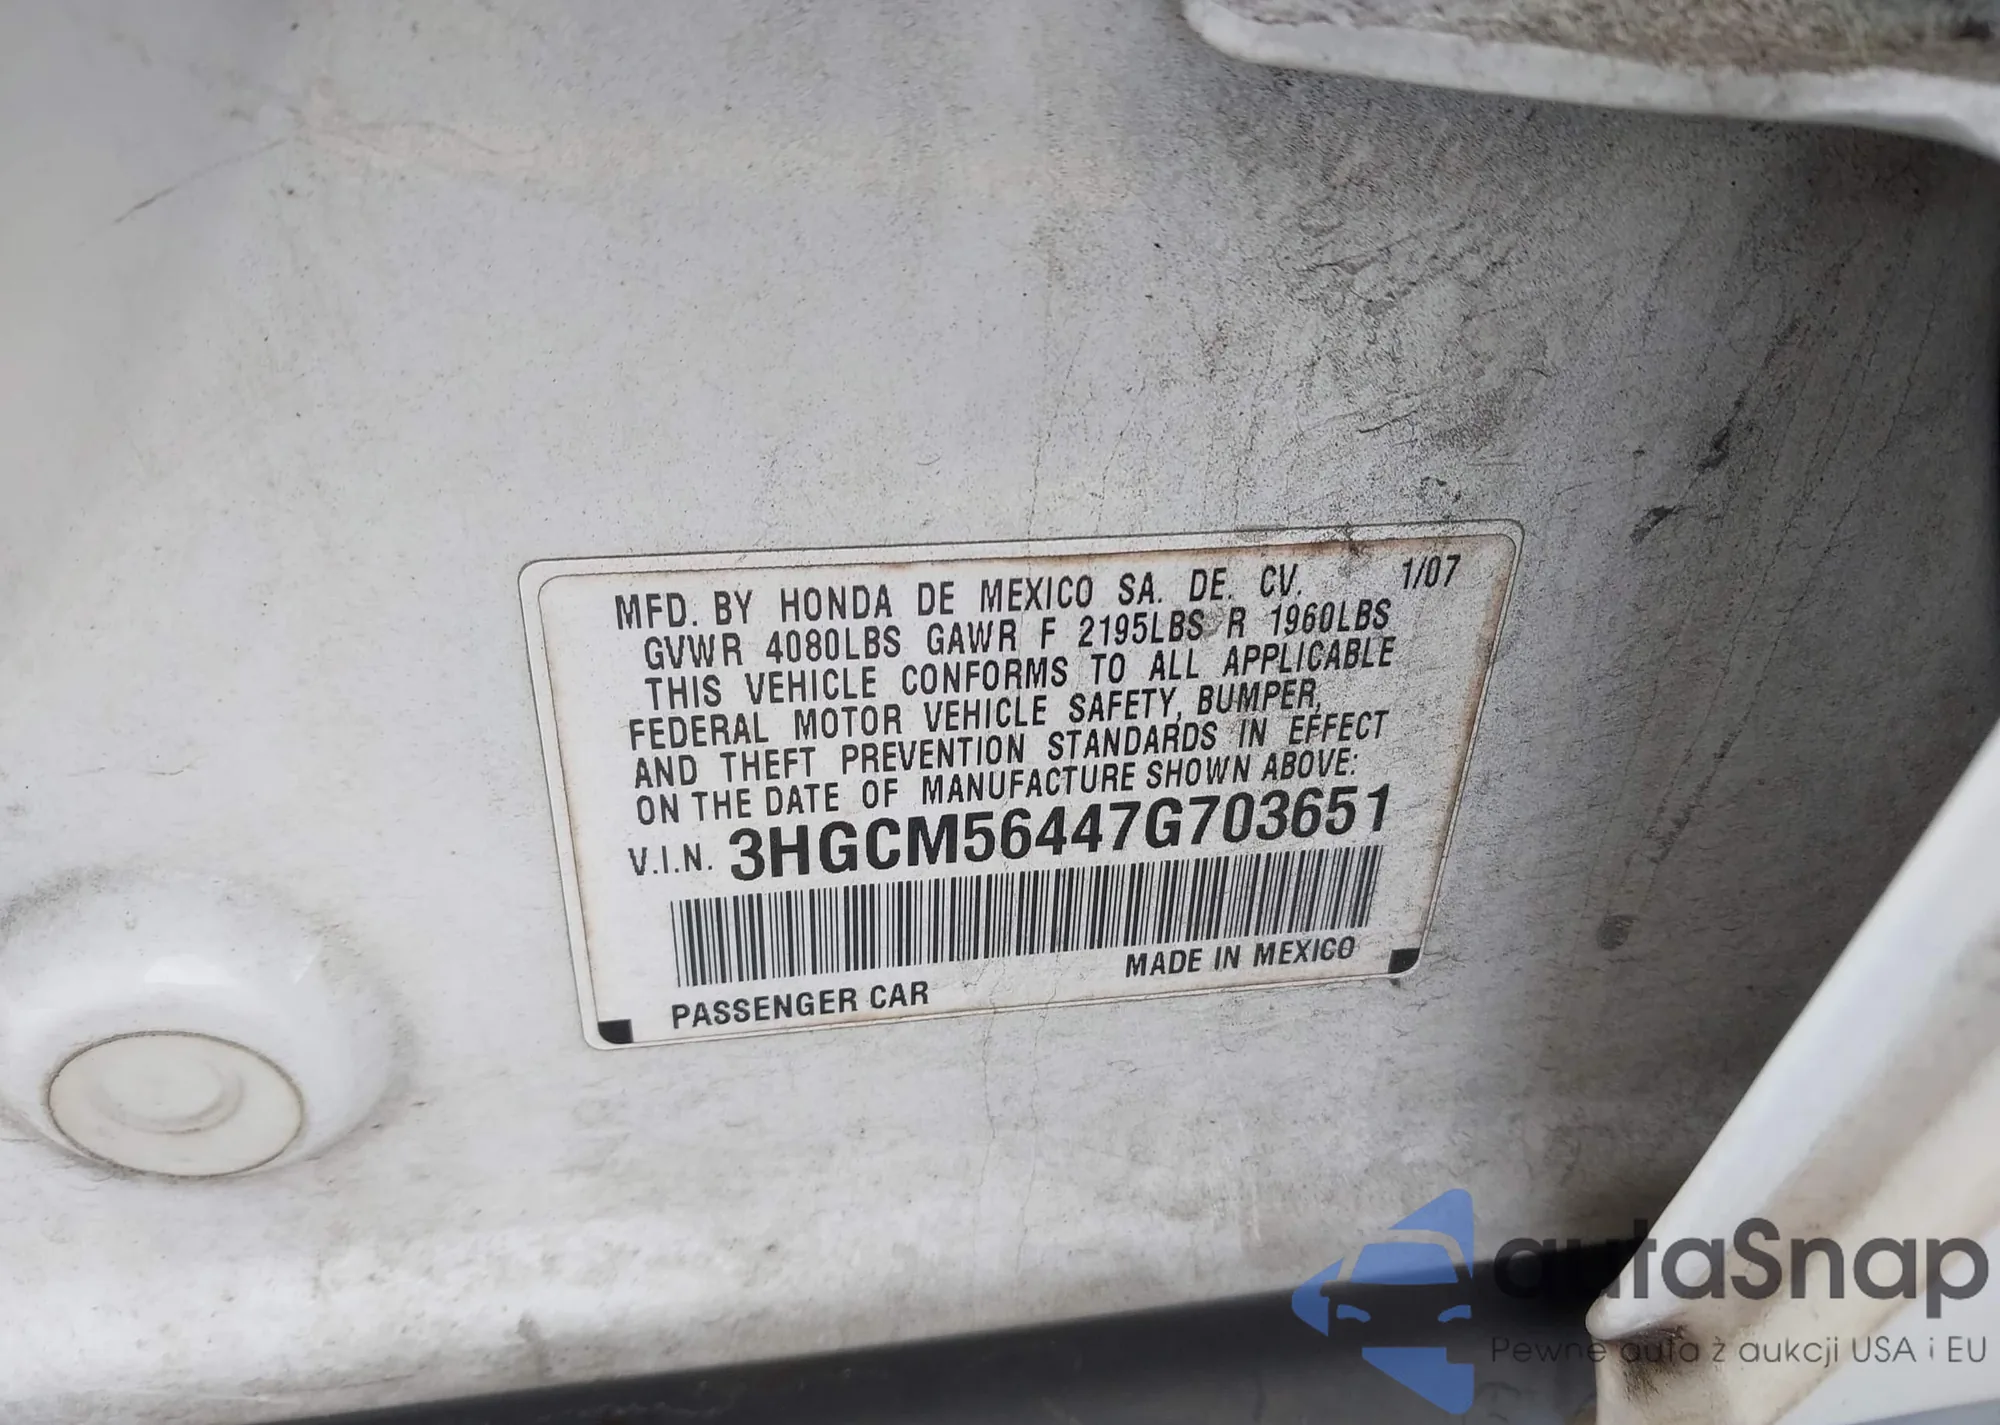 MFD. BY HONDA DE MEXICO SA. DE. CV. 1/07
GVWR 4080LBS GAWR F 2195LBS R 1960LBS
THIS VEHICLE CONFORMS TO ALL APPLICABLE
FEDERAL MOTOR VEHICLE SAFETY, BUMPER,
AND THEFT PREVENTION STANDARDS IN EFFECT
ON THE DATE OF MANUFACTURE SHOWN ABOVE:
V.I.N. 3HGCM56447G703651
PASSENGER CAR MADE IN MEXICO
autaSnap
Pewne auta z aukcji USA i EU